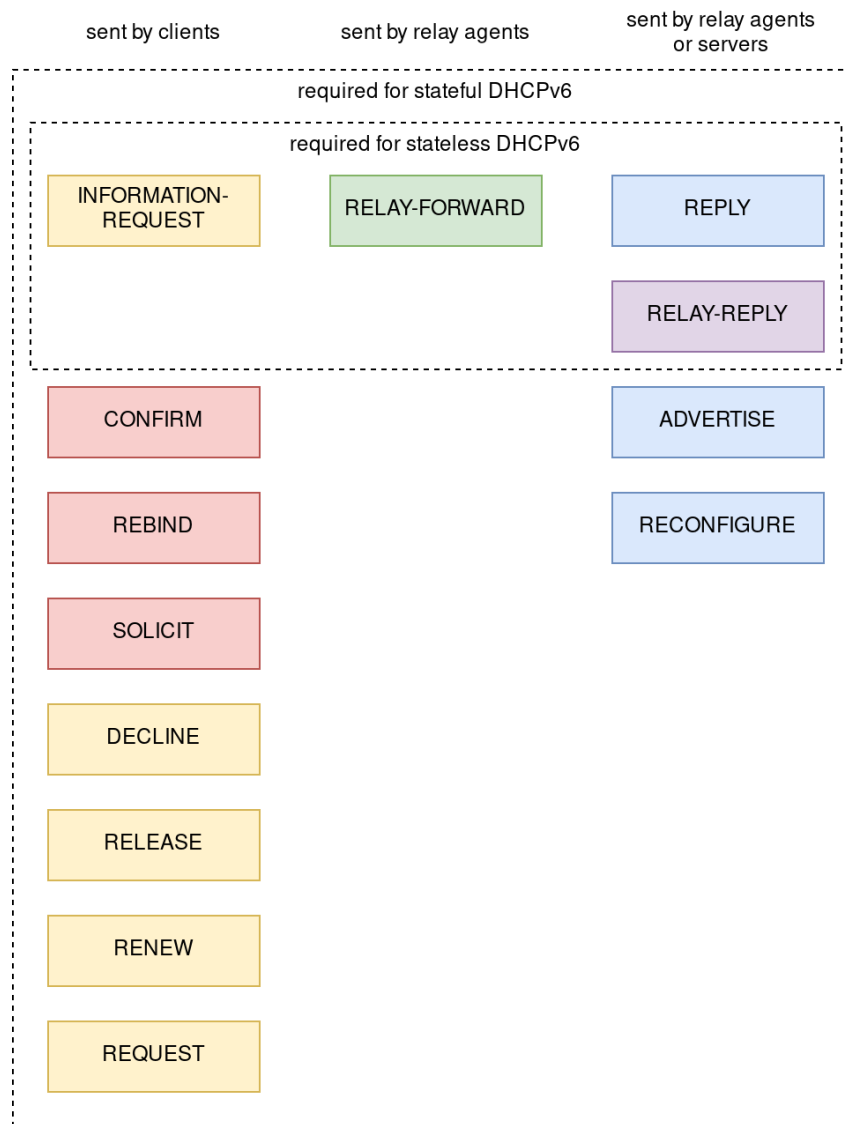 sent by clients
sent by relay agents
sent by relay agents
or servers
required for stateful DHCPv6
required for stateless DHCPv6
INFORMATION-
REQUEST
RELAY-FORWARD
REPLY
RELAY-REPLY
CONFIRM
ADVERTISE
REBIND
RECONFIGURE
SOLICIT
DECLINE
RELEASE
RENEW
REQUEST